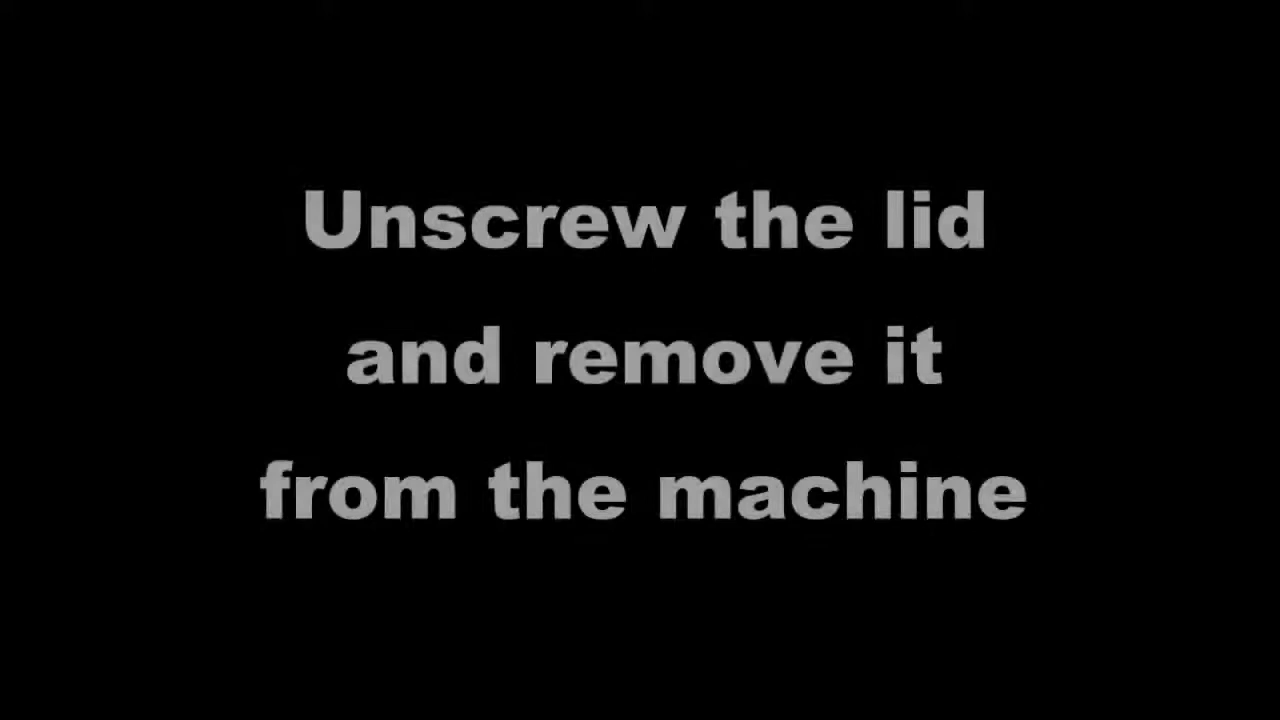 Unscrew the lid
and remove it
from the machine